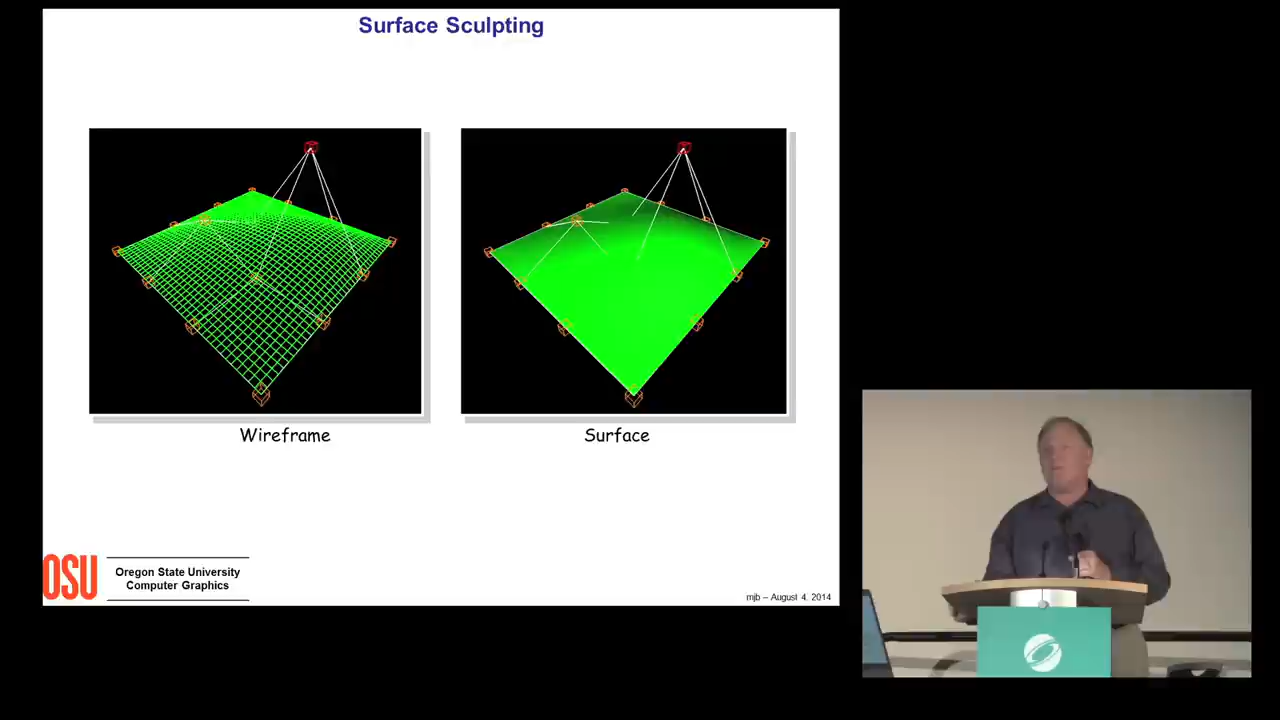 Surface Sculpting
Wireframe
Surface
OSU
Oregon State University
Computer Graphics
mjb – August 4. 2014